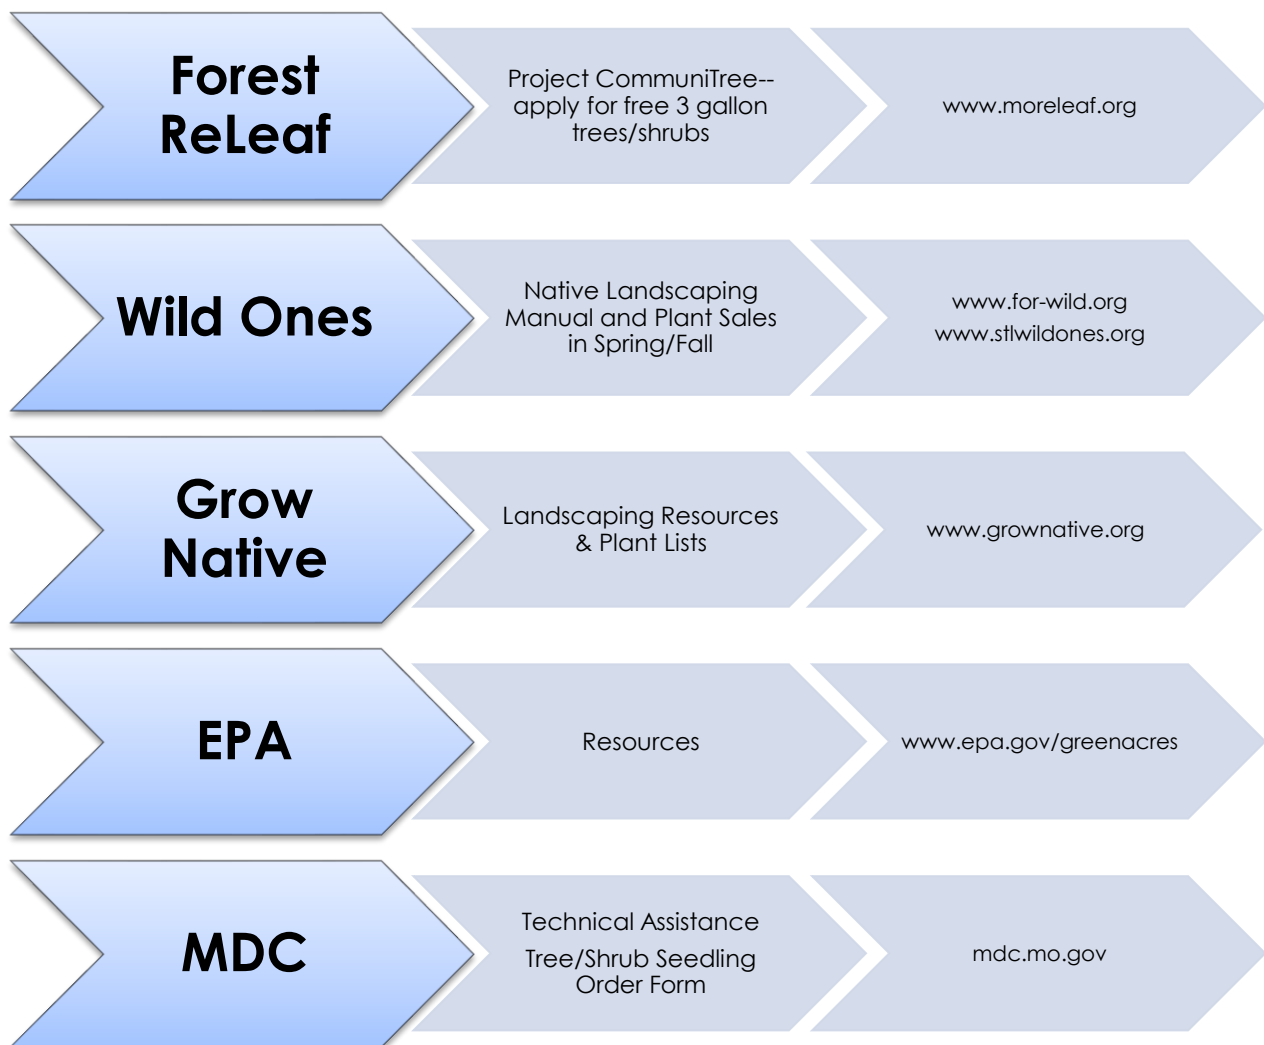 Forest
ReLeaf
Project CommuniTree--
apply for free 3 gallon
trees/shrubs
www.moreleaf.org
Wild Ones
Native Landscaping
Manual and Plant Sales
in Spring/Fall
www.for-wild.org
www.stlwildones.org
Grow
Native
Landscaping Resources
& Plant Lists
www.grownative.org
EPA
Resources
www.epa.gov/greenacres
MDC
Technical Assistance
Tree/Shrub Seedling
Order Form
mdc.mo.gov